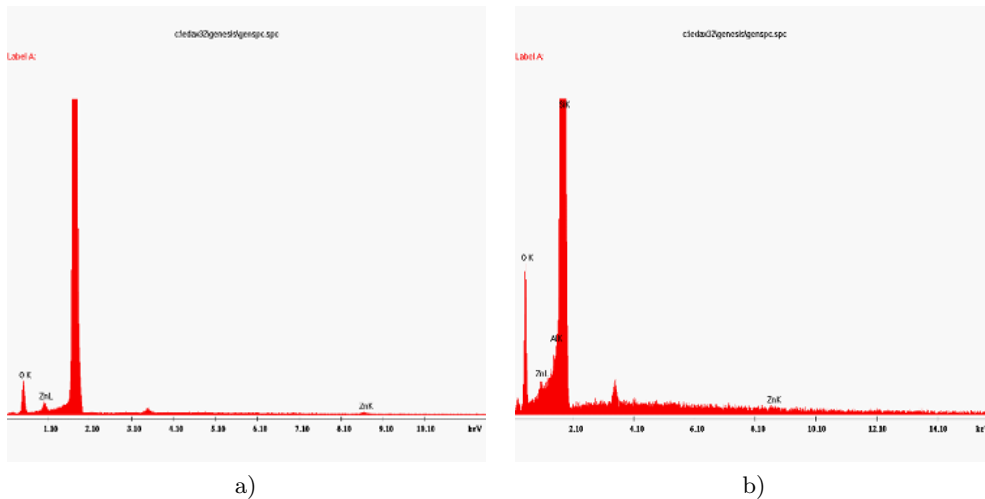 c:\edax32\genesis\genspc.spc
Label A:
O K
ZnL
ZnK
1.10 2.10 3.10 4.10 5.10 6.10 7.10 8.10 9.10 10.10 keV
a)
c:\edax32\genesis\genspc.spc
Label A:
SiK
O K
AlK
ZnL
ZnK
2.10 4.10 6.10 8.10 10.10 12.10 14.10
b)